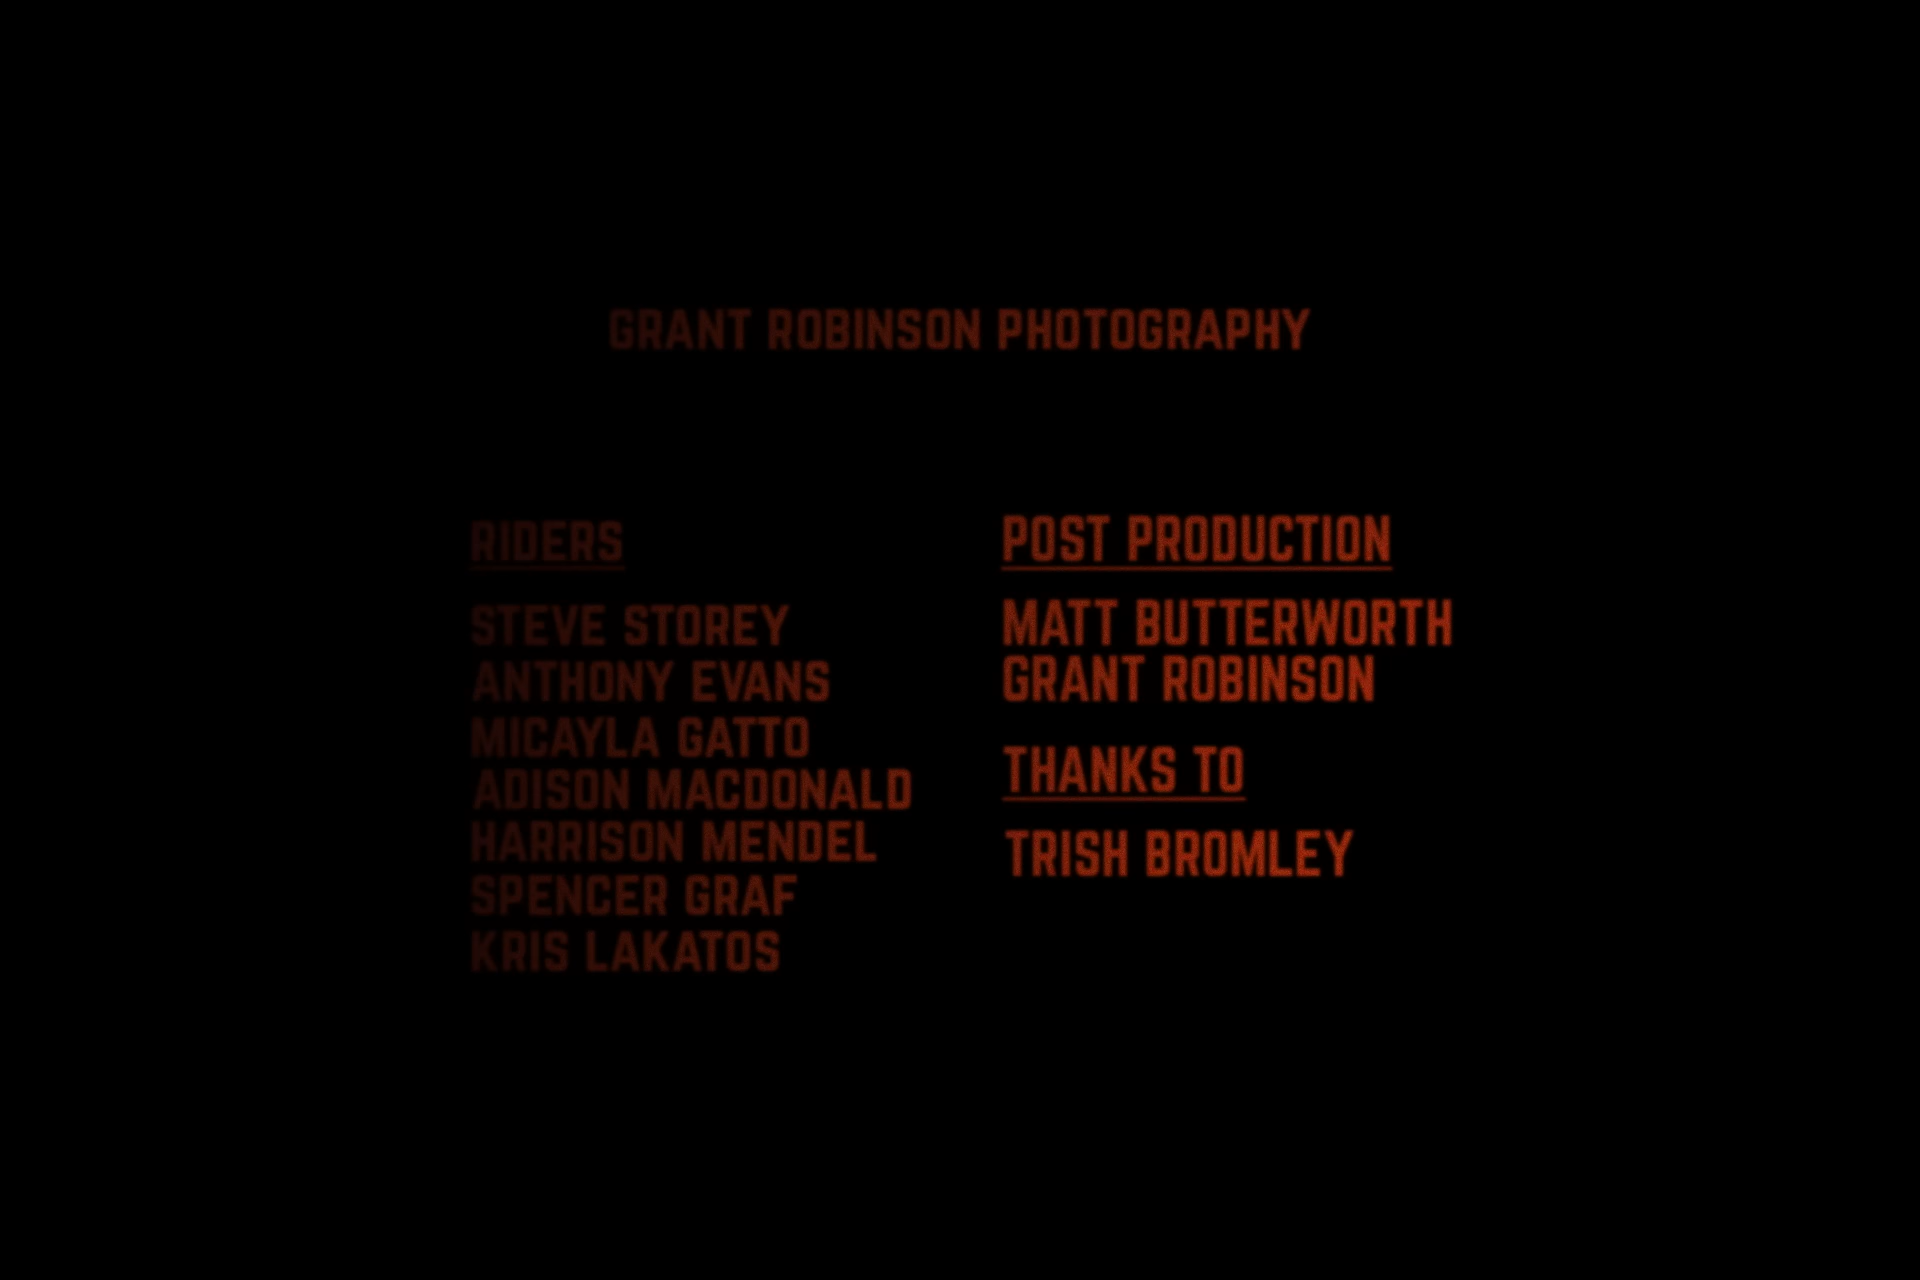 GRANT ROBINSON PHOTOGRAPHY
RIDERS
STEVE STOREY
ANTHONY EVANS
MICAYLA GATTO
ADISON MACDONALD
HARRISON MENDEL
SPENCER GRAF
KRIS LAKATOS
POST PRODUCTION
MATT BUTTERWORTH
GRANT ROBINSON
THANKS TO
TRISH BROMLEY